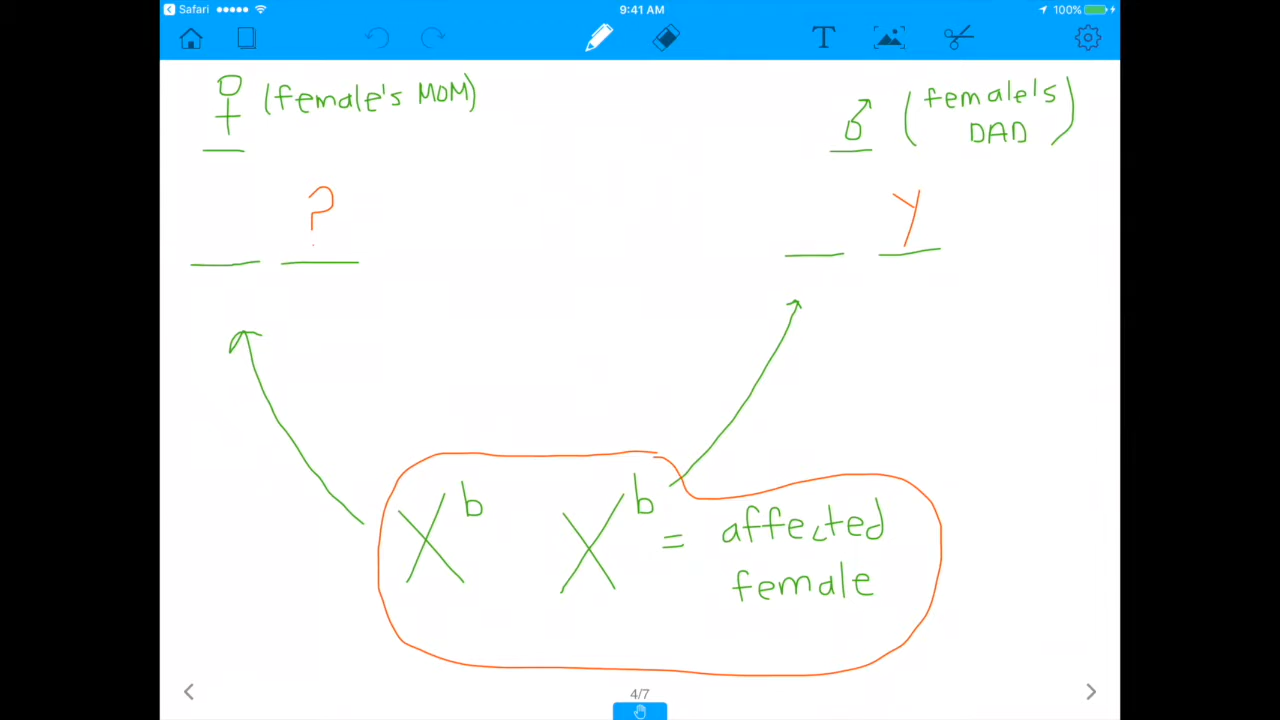 Safari 9:41 AM 100%
♀ (female's MOM)
♂ (female's
DAD)
? Y
X^b X^b = affected
female
4/7